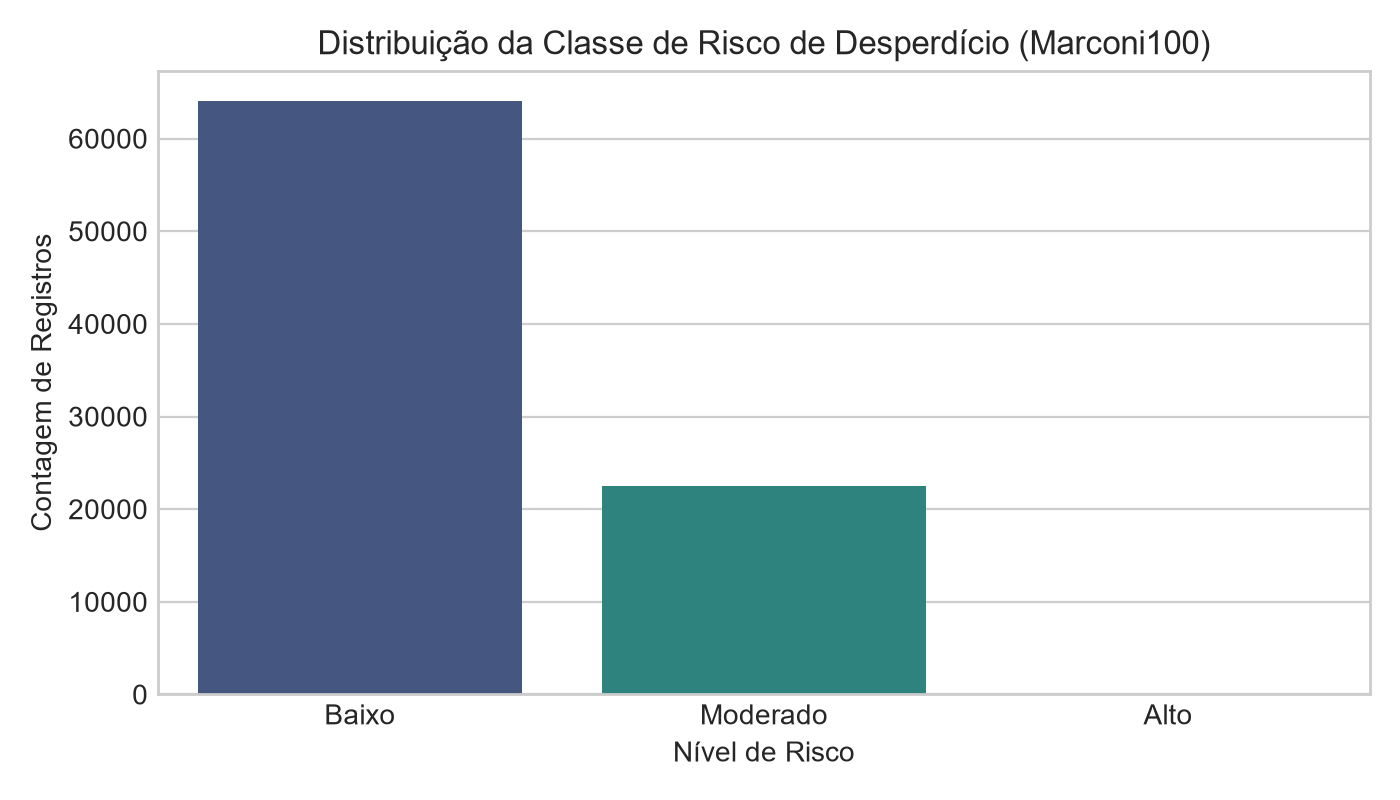 Distribuição da Classe de Risco de Desperdício (Marconi100)
Contagem de Registros
60000
50000
40000
30000
20000
10000
0
Baixo Moderado Alto
Nível de Risco